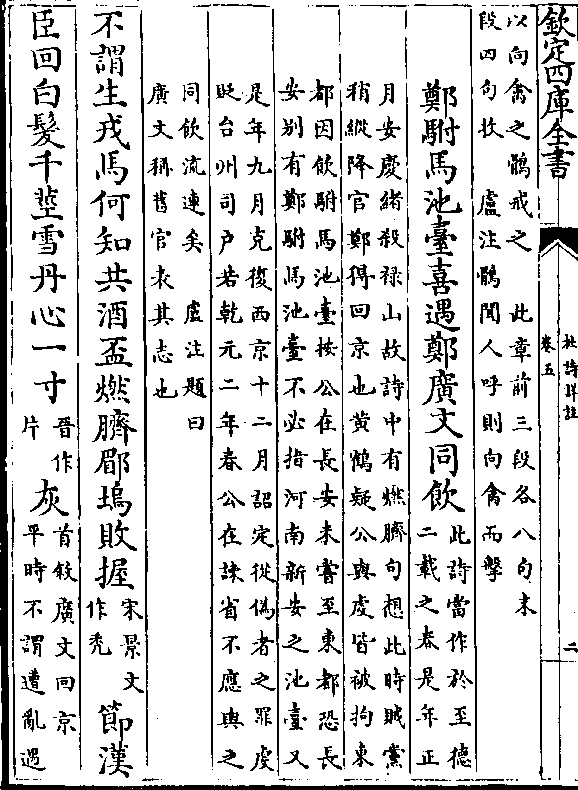 欽定四庫全書
杜詩詳註
卷五
二
以向禽之鶻戒之　此章前三段各八句末
段四句收　盧注鶻聞人呼則向禽而擊
鄭駙馬池臺喜遇鄭廣文同飲
此詩當作於至德
二載之春是年正
月安慶緒殺祿山故詩中有燃臍句想此時賊黨
稍縱降官鄭得回京也黄鶴疑公與虔皆被拘東
都因飲駙馬池臺按公在長安未嘗至東都恐長
安别有鄭駙馬池臺不必指河南新安之池臺又
是年九月克復西京十二月詔定從偽者之罪虔
貶台州司户若乾元二年春公在諫省不應與之
同飲流連矣　盧注題曰
廣文稱舊官表其志也
不謂生戎馬何知共酒盃燃臍郿塢敗握
宋景文
作秃
節漢
臣回白髮千莖雪丹心一寸
晋作
片
灰
首敘廣文回京
平時不謂遭亂遇